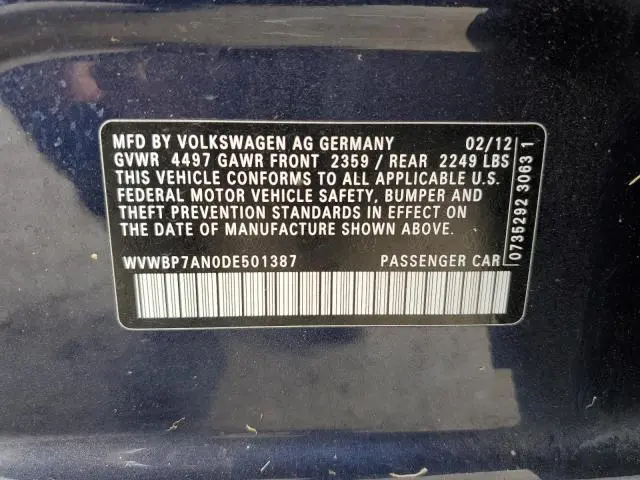 MFD BY VOLKSWAGEN AG GERMANY 02/12
GVWR 4497 GAWR FRONT 2359 / REAR 2249 LBS
THIS VEHICLE CONFORMS TO ALL APPLICABLE U.S.
FEDERAL MOTOR VEHICLE SAFETY, BUMPER AND
THEFT PREVENTION STANDARDS IN EFFECT ON
THE DATE OF MANUFACTURE SHOWN ABOVE.
WVWBP7AN0DE501387 PASSENGER CAR
0735292 3063 1